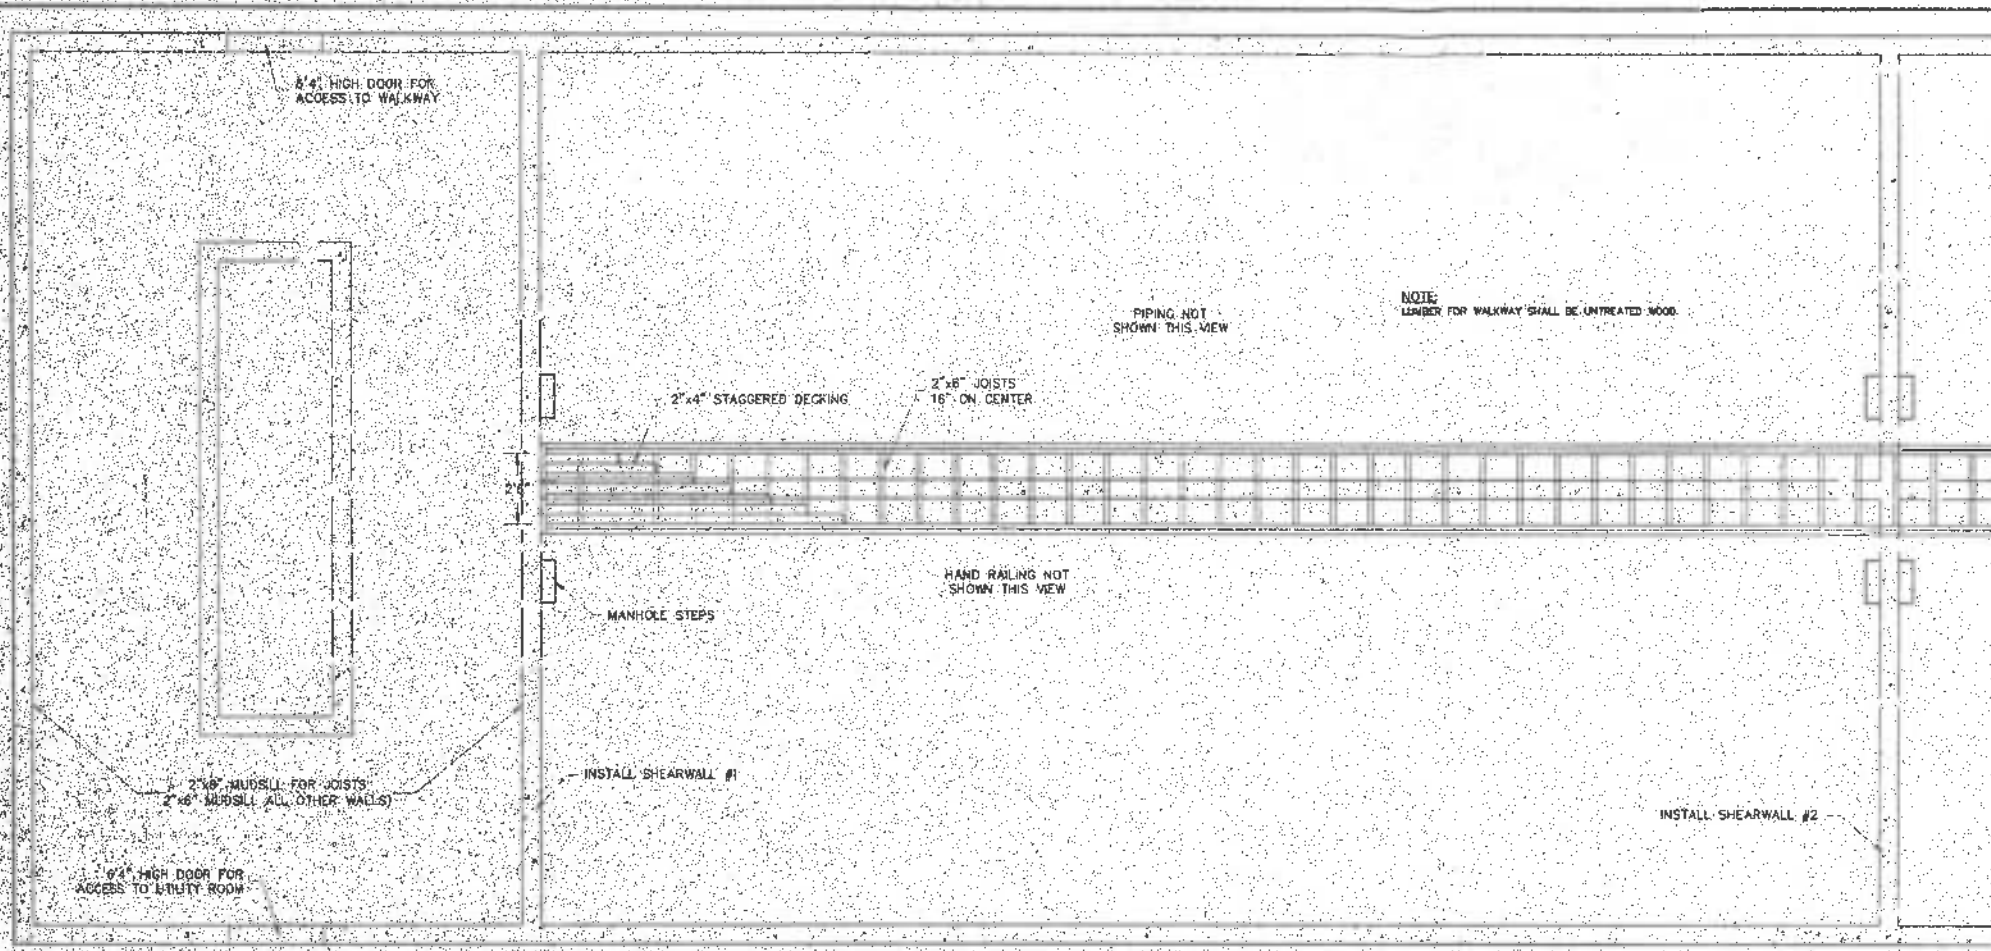 6'4" HIGH DOOR FOR
ACCESS TO WALKWAY
PIPING NOT
SHOWN THIS VIEW
NOTE:
LUMBER FOR WALKWAY SHALL BE UNTREATED WOOD.
2"x4" STAGGERED DECKING
2"x6" JOISTS
16" ON CENTER
HAND RAILING NOT
SHOWN THIS VIEW
MANHOLE STEPS
INSTALL SHEARWALL #1
2"x8" MUDSILL FOR JOISTS
2"x6" MUDSILL ALL OTHER WALLS)
INSTALL SHEARWALL #2
6'4" HIGH DOOR FOR
ACCESS TO UTILITY ROOM